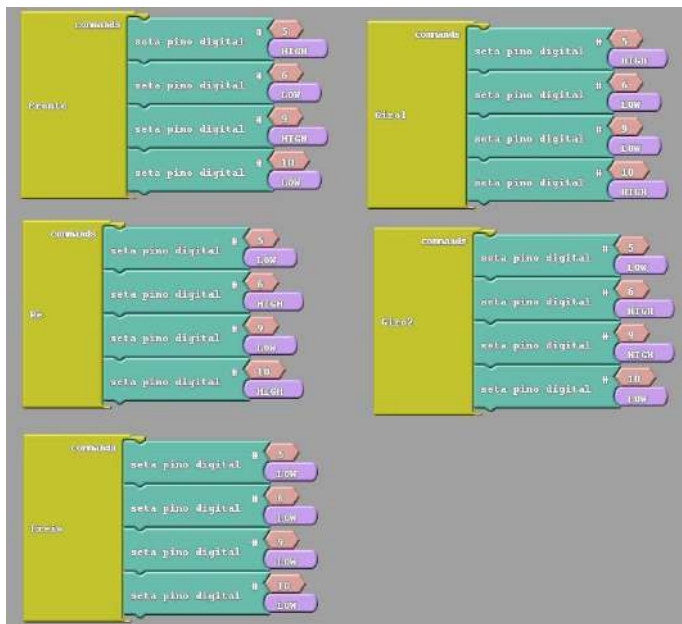 commands
Frente
seta pino digital # 5
HIGH
seta pino digital # 6
LOW
seta pino digital # 9
HIGH
seta pino digital # 10
LOW
commands
Giro1
seta pino digital # 5
HIGH
seta pino digital # 6
LOW
seta pino digital # 9
LOW
seta pino digital # 10
HIGH
commands
Re
seta pino digital # 5
LOW
seta pino digital # 6
HIGH
seta pino digital # 9
LOW
seta pino digital # 10
HIGH
commands
Giro2
seta pino digital # 5
LOW
seta pino digital # 6
HIGH
seta pino digital # 9
HIGH
seta pino digital # 10
LOW
commands
Freio
seta pino digital # 5
LOW
seta pino digital # 6
LOW
seta pino digital # 9
LOW
seta pino digital # 10
LOW